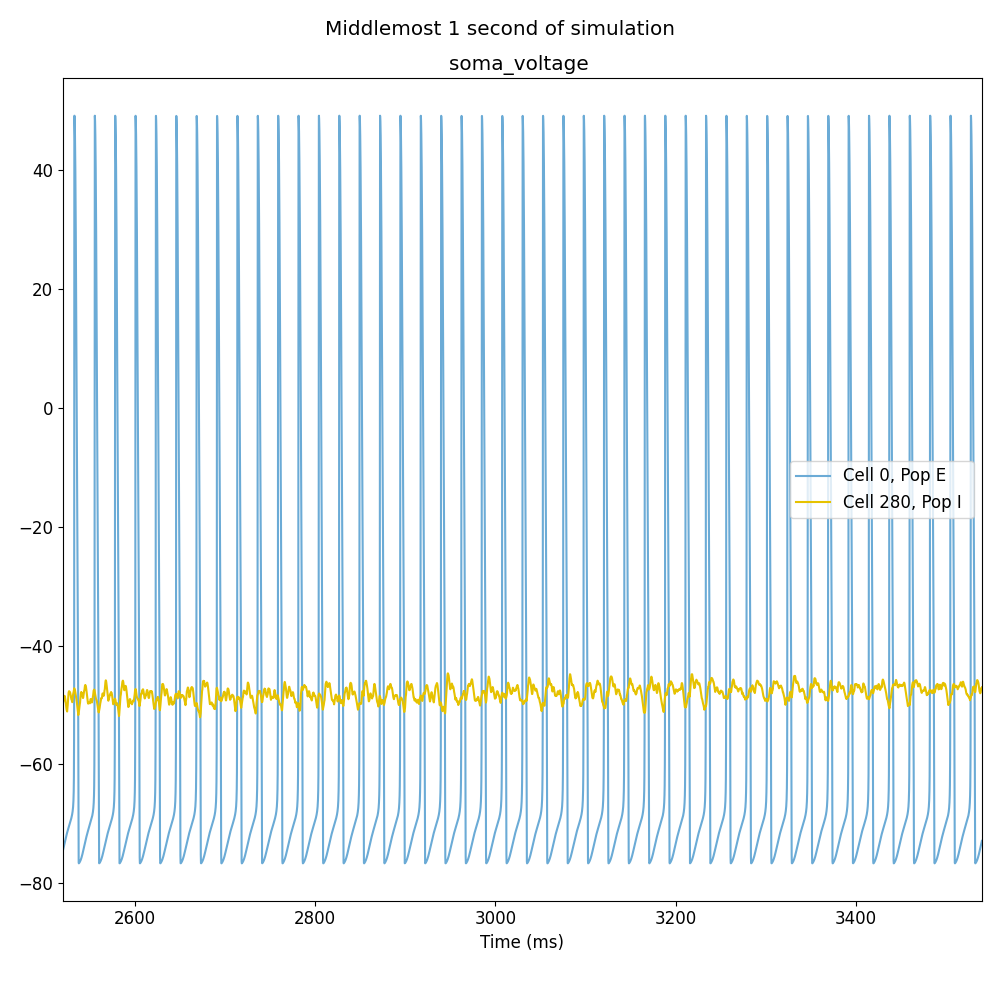 Middlemost 1 second of simulation
soma_voltage
40
20
0
−20
−40
−60
−80
Cell 0, Pop E
Cell 280, Pop I
2600 2800 3000 3200 3400
Time (ms)